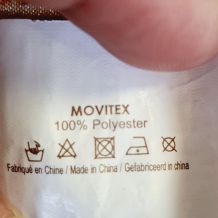 MOVITEX
100% Polyester
Fabriqué en Chine / Made in China / Gefabriceerd in china